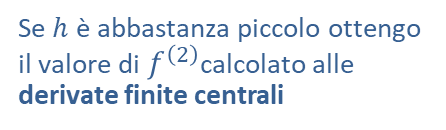 Se h è abbastanza piccolo ottengo
il valore di f⁽²⁾ calcolato alle
derivate finite centrali